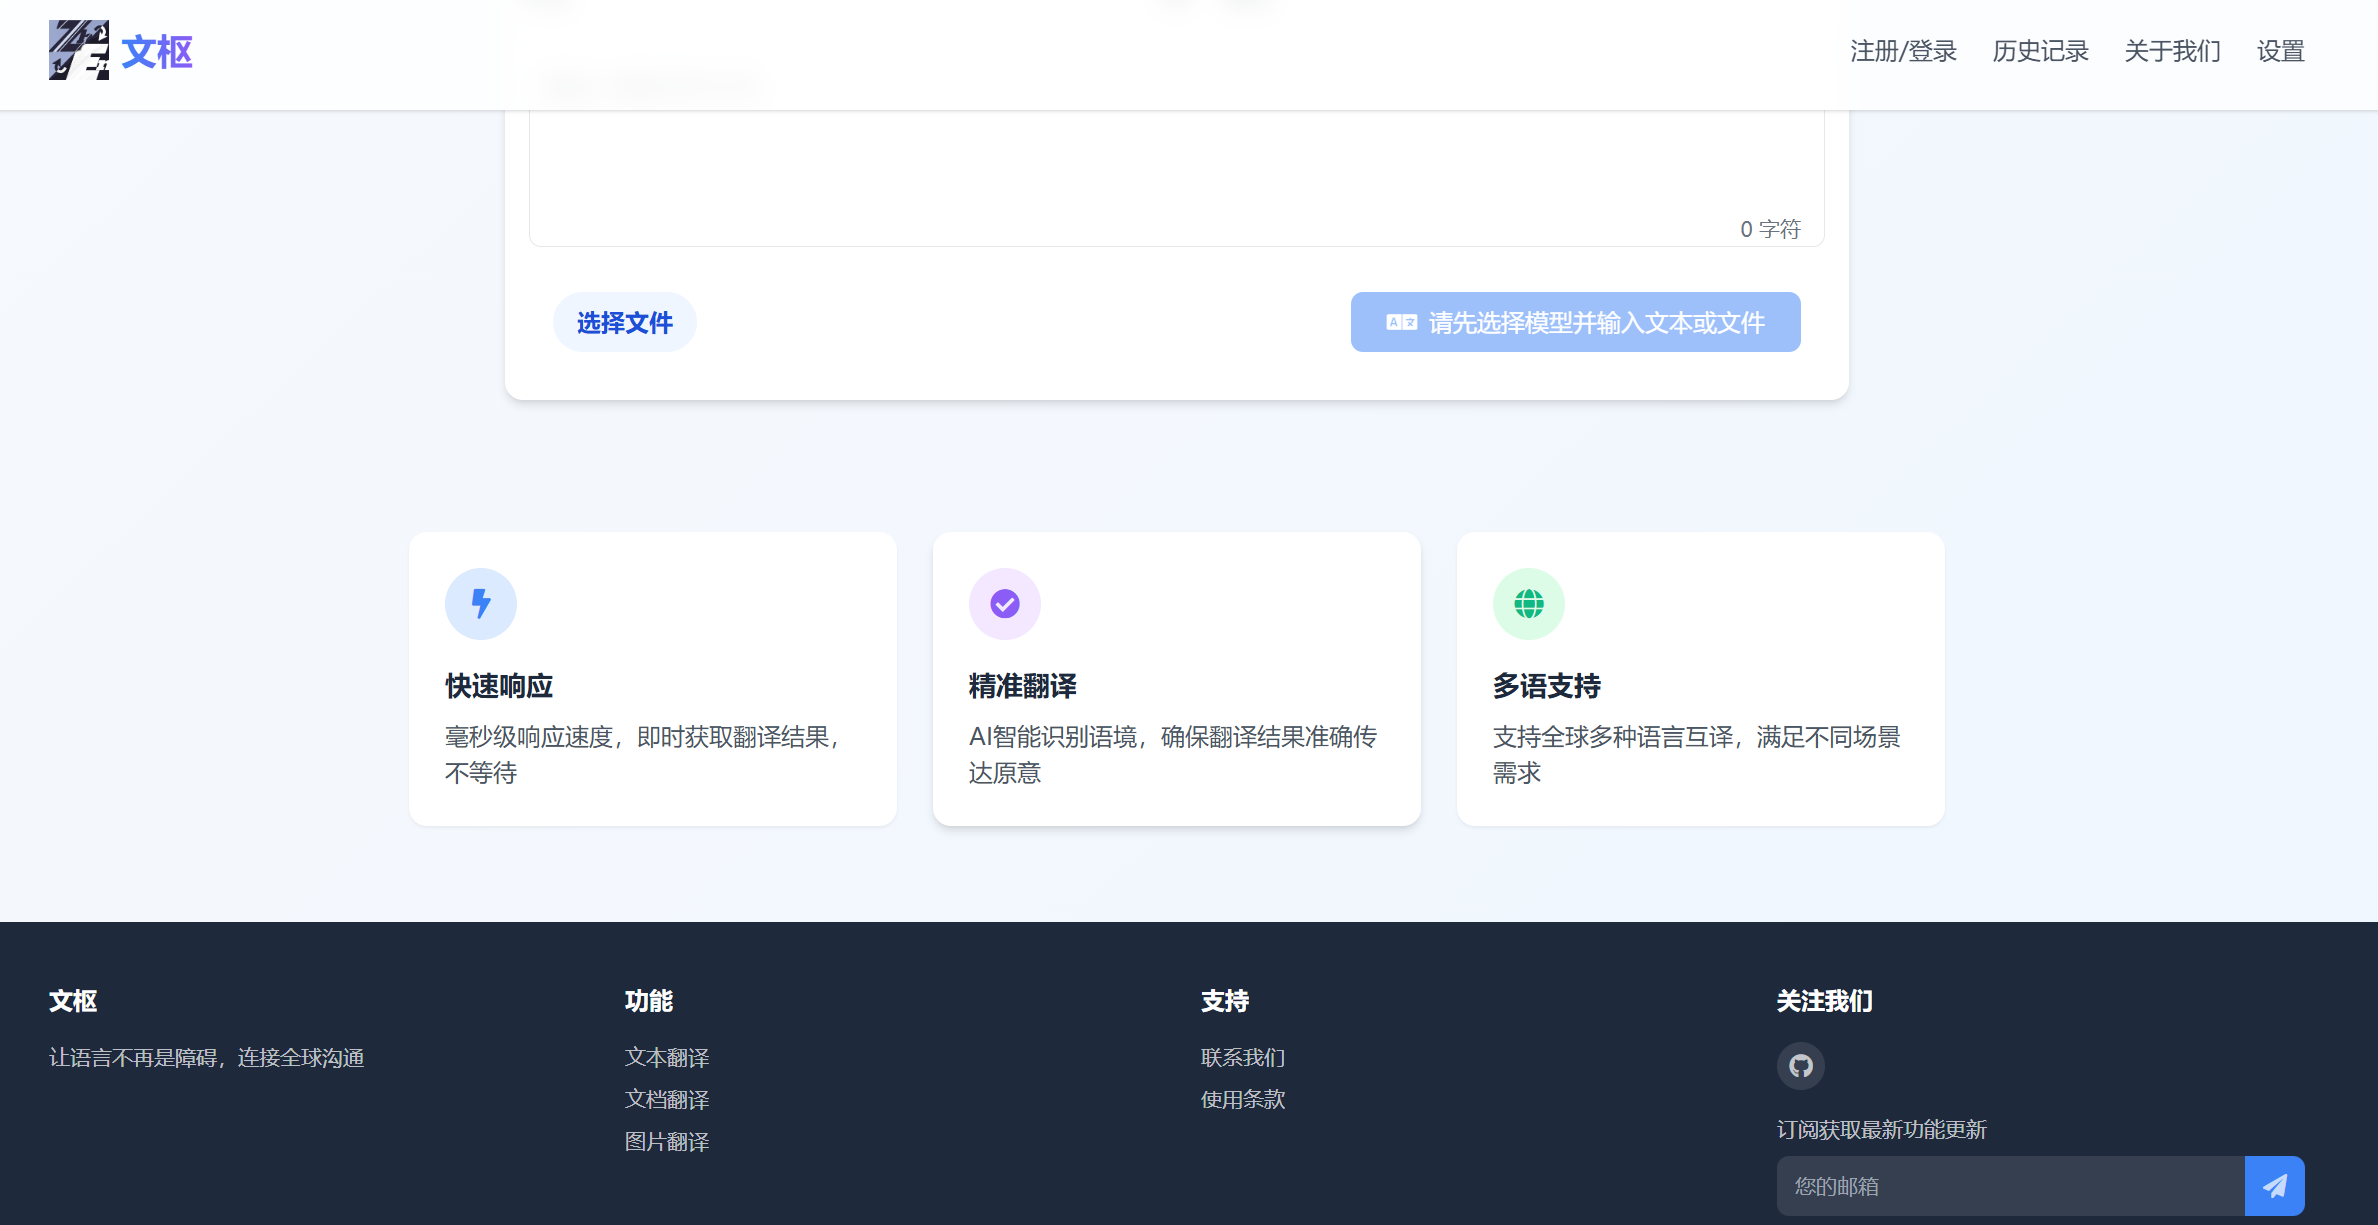 文枢
注册/登录 历史记录 关于我们 设置
0 字符
选择文件
请先选择模型并输入文本或文件
快速响应
毫秒级响应速度，即时获取翻译结果，
不等待
精准翻译
AI智能识别语境，确保翻译结果准确传
达原意
多语支持
支持全球多种语言互译，满足不同场景
需求
文枢
让语言不再是障碍，连接全球沟通
功能
文本翻译
文档翻译
图片翻译
支持
联系我们
使用条款
关注我们
订阅获取最新功能更新
您的邮箱